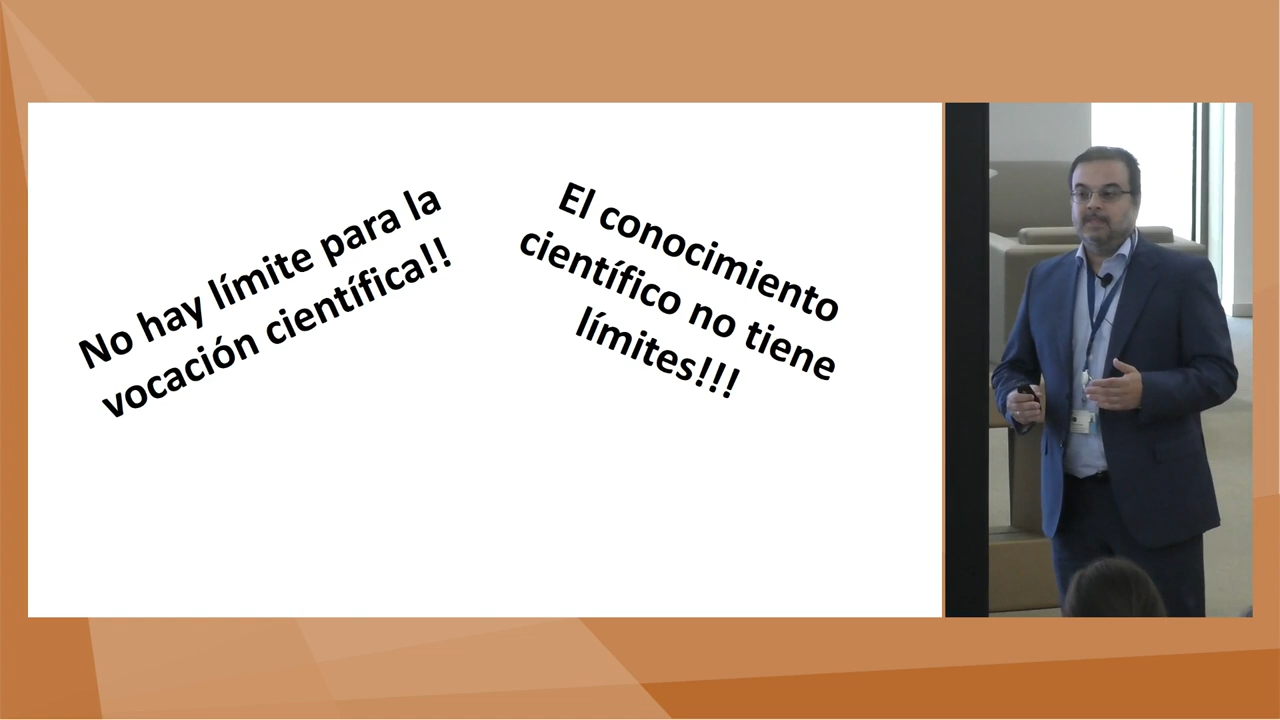 No hay límite para la
vocación científica!!
El conocimiento
científico no tiene
límites!!!